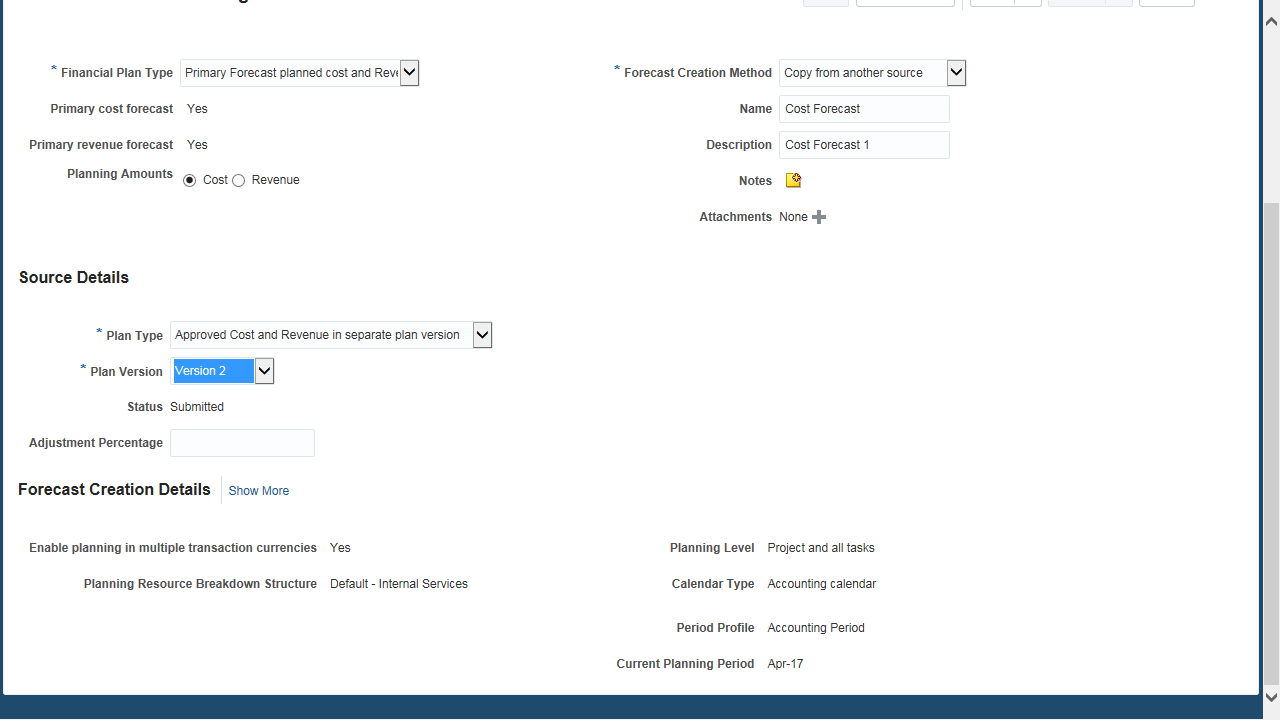 * Financial Plan Type Primary Forecast planned cost and Reve
Primary cost forecast Yes
Primary revenue forecast Yes
Planning Amounts Cost Revenue
* Forecast Creation Method Copy from another source
Name Cost Forecast
Description Cost Forecast 1
Notes
Attachments None
Source Details
* Plan Type Approved Cost and Revenue in separate plan version
* Plan Version Version 2
Status Submitted
Adjustment Percentage
Forecast Creation Details Show More
Enable planning in multiple transaction currencies Yes
Planning Resource Breakdown Structure Default - Internal Services
Planning Level Project and all tasks
Calendar Type Accounting calendar
Period Profile Accounting Period
Current Planning Period Apr-17